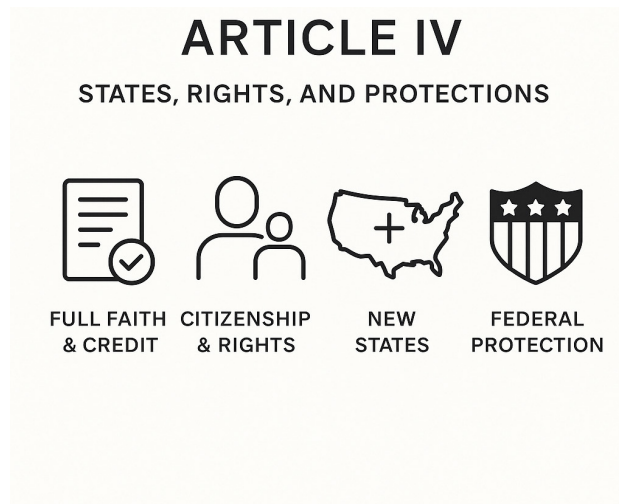 ARTICLE IV
STATES, RIGHTS, AND PROTECTIONS
FULL FAITH
& CREDIT
CITIZENSHIP
& RIGHTS
NEW
STATES
FEDERAL
PROTECTION